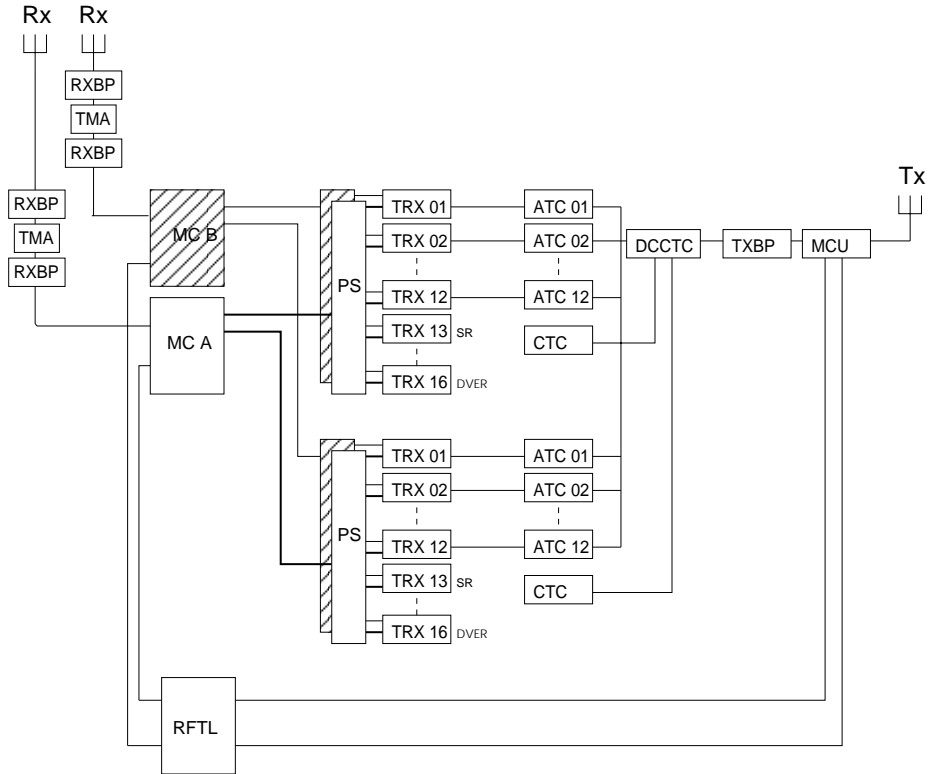 Rx Rx
RXBP
TMA
RXBP
Tx
RXBP
TMA
RXBP
MC B
MC A
PS
TRX 01 ATC 01
TRX 02 ATC 02
DCCTC TXBP MCU
TRX 12 ATC 12
TRX 13 SR
CTC
TRX 16 DVER
PS
TRX 01 ATC 01
TRX 02 ATC 02
TRX 12 ATC 12
TRX 13 SR
CTC
TRX 16 DVER
RFTL